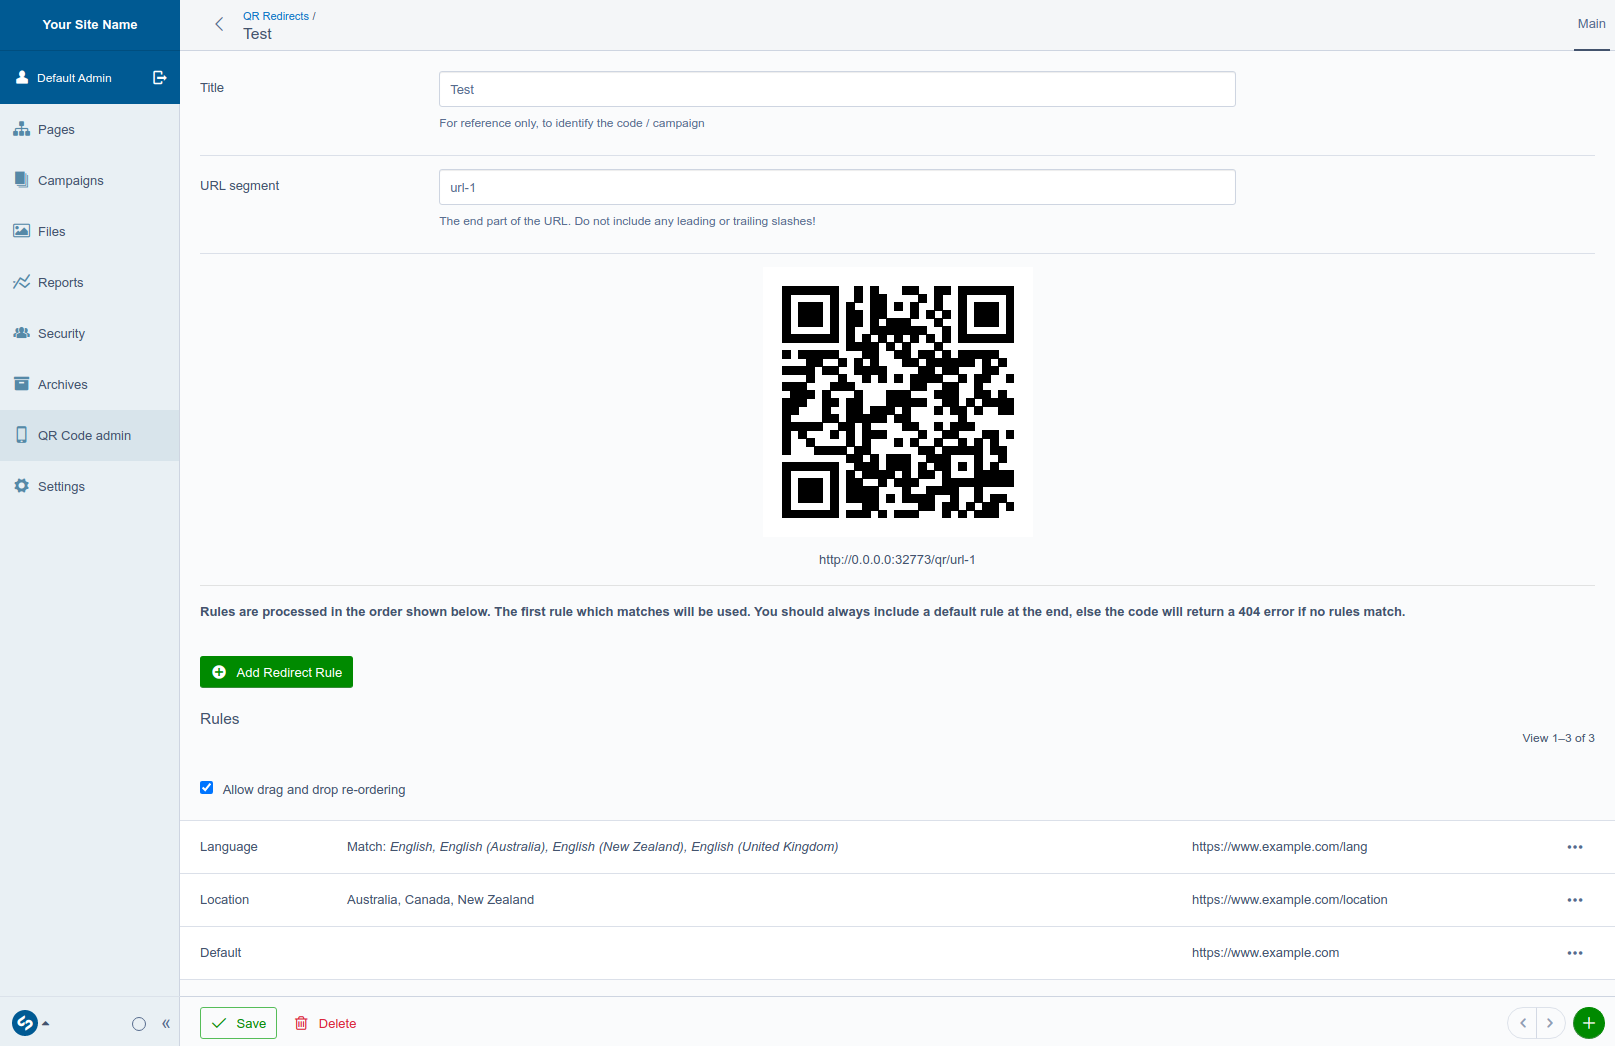 Your Site Name
Default Admin
Pages
Campaigns
Files
Reports
Security
Archives
QR Code admin
Settings
QR Redirects /
Test
Main
Title
Test
For reference only, to identify the code / campaign
URL segment
url-1
The end part of the URL. Do not include any leading or trailing slashes!
http://0.0.0.0:32773/qr/url-1
Rules are processed in the order shown below. The first rule which matches will be used. You should always include a default rule at the end, else the code will return a 404 error if no rules match.
Add Redirect Rule
Rules
View 1–3 of 3
Allow drag and drop re-ordering
Language Match: English, English (Australia), English (New Zealand), English (United Kingdom) https://www.example.com/lang
Location Australia, Canada, New Zealand https://www.example.com/location
Default https://www.example.com
Save Delete